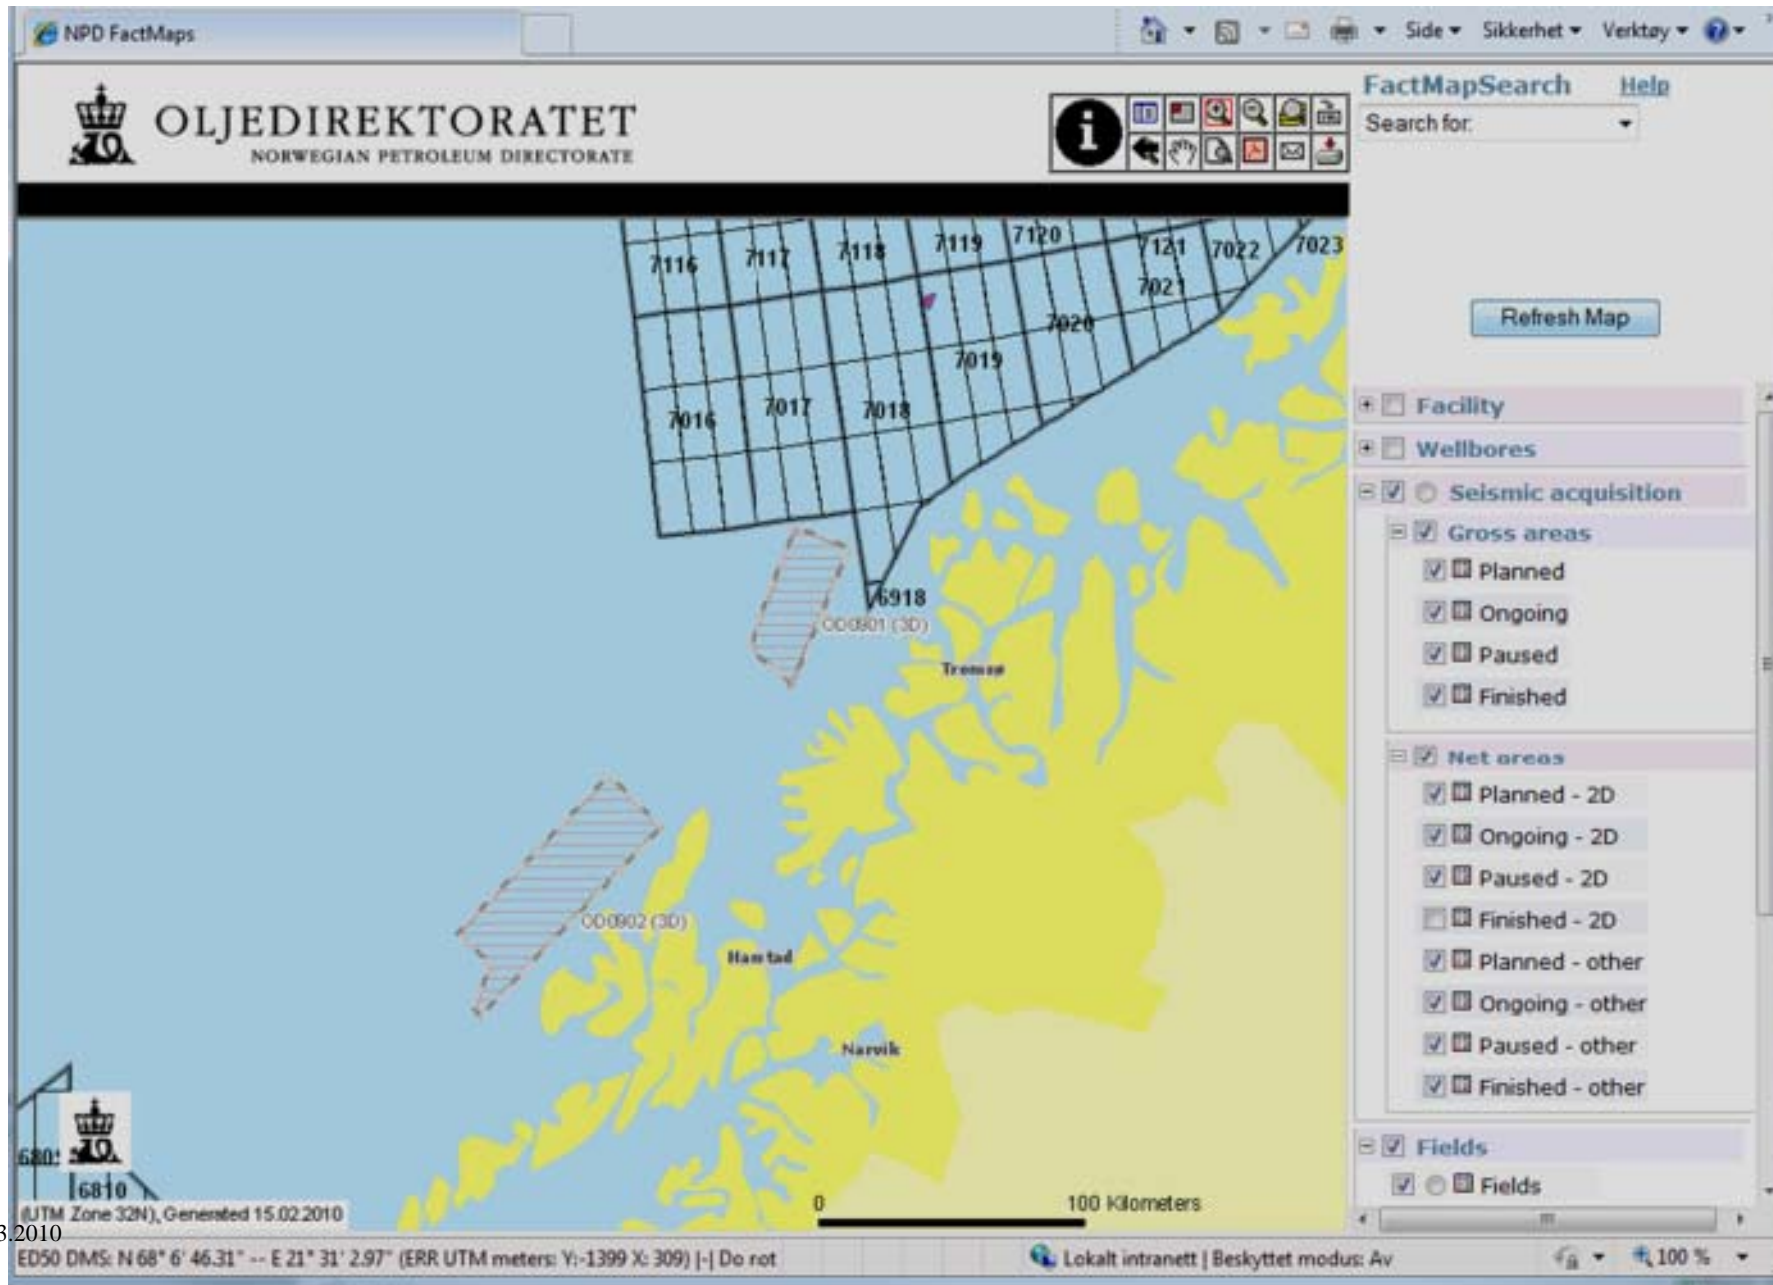 NPD FactMaps
Side
Sikkerhet
Verktøy
OLJEDIREKTORATET
NORWEGIAN PETROLEUM DIRECTORATE
i
FactMapSearch Help
Search for:
Refresh Map
7116
7117
7118
7119
7120
7121
7022
7023
7021
7020
7019
7016
7017
7018
6918
OD0901 (3D)
Tromsø
OD0902 (3D)
Harstad
Narvik
6810
(UTM Zone 32N), Generated 15.02.2010
0 100 Kilometers
Facility
Wellbores
Seismic acquisition
Gross areas
Planned
Ongoing
Paused
Finished
Net areas
Planned - 2D
Ongoing - 2D
Paused - 2D
Finished - 2D
Planned - other
Ongoing - other
Paused - other
Finished - other
Fields
Fields
3.2010
ED50 DMS: N 68° 6' 46.31" -- E 21° 31' 2.97" (ERR UTM meters: Y:-1399 X: 309) |-| Do rot
Lokalt intranett | Beskyttet modus: Av
100 %